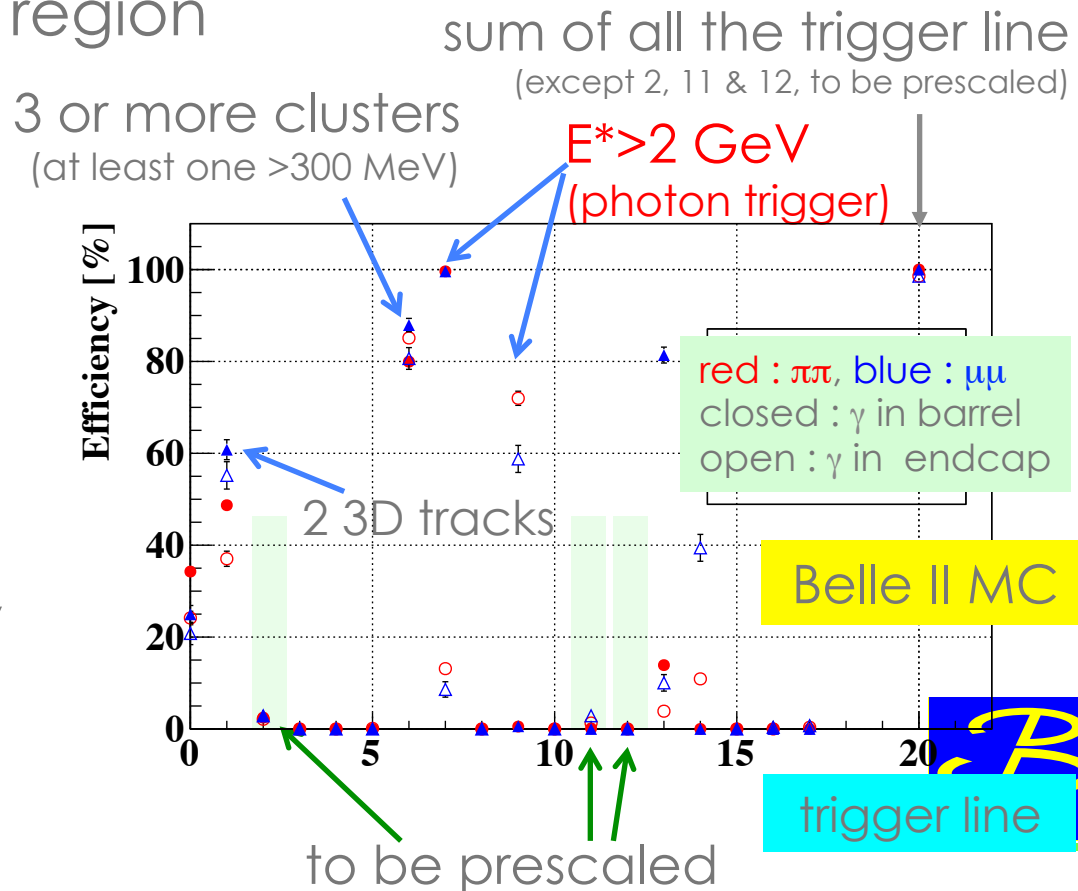 region
sum of all the trigger line
(except 2, 11 & 12, to be prescaled)
3 or more clusters
(at least one >300 MeV)
E*>2 GeV
(photon trigger)
Efficiency [%]
100
80
60
40
20
0
red : ππ, blue : μμ
closed : γ in barrel
open : γ in endcap
2 3D tracks
Belle II MC
0 5 10 15 20
trigger line
to be prescaled